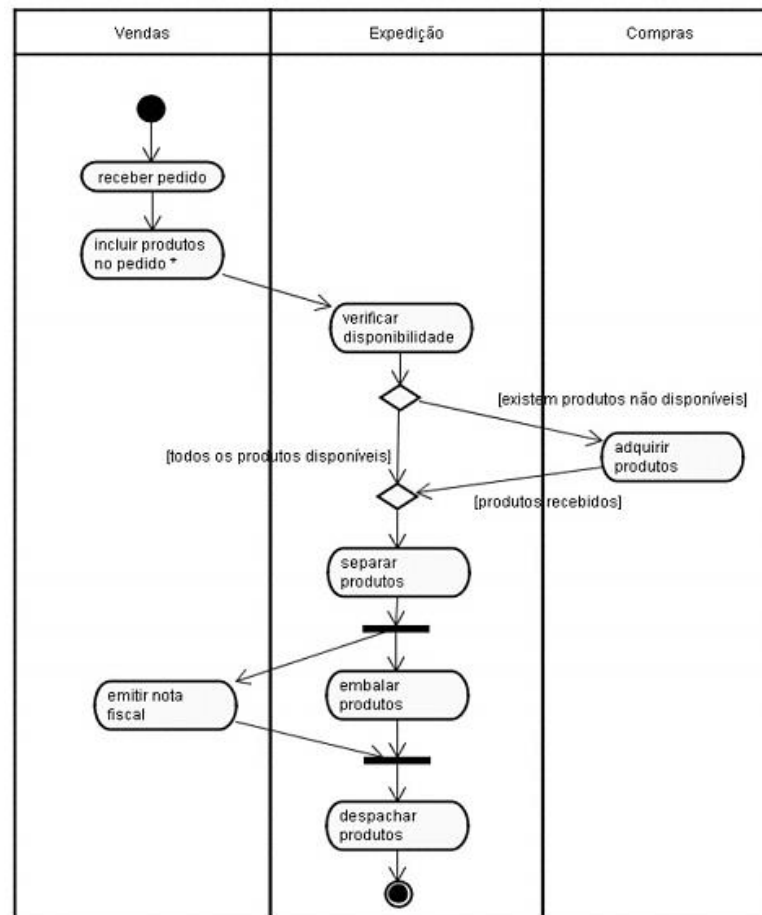 Vendas
Expedição
Compras
receber pedido
incluir produtos
no pedido *
verificar
disponibilidade
[existem produtos não disponíveis]
[todos os produtos disponíveis]
adquirir
produtos
[produtos recebidos]
separar
produtos
emitir nota
fiscal
embalar
produtos
despachar
produtos